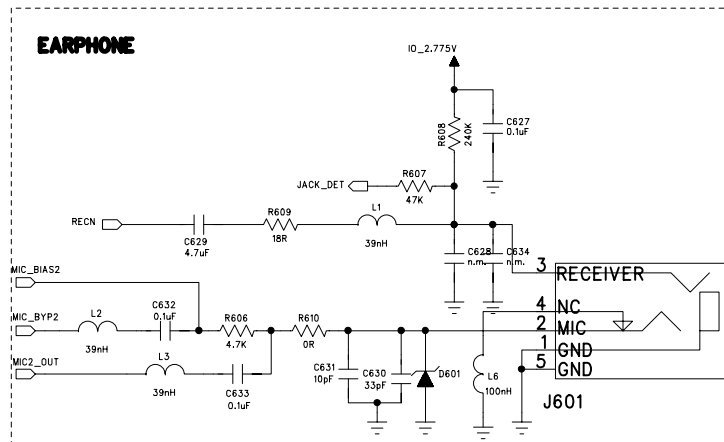 EARPHONE
IO_2.775V
R608
240K
C627
0.1uF
R607
47K
JACK_DET
RECN
C629
4.7uF
R609
18R
L1
39nH
C628
n.m.
C634
n.m.
3
RECEIVER
4
NC
2
MIC
1
GND
5
GND
J601
MIC_BIAS2
MIC_BYP2
L2
39nH
C632
0.1uF
R606
4.7K
R610
0R
MIC2_OUT
L3
39nH
C633
0.1uF
C631
10pF
C630
33pF
D601
L6
100nH